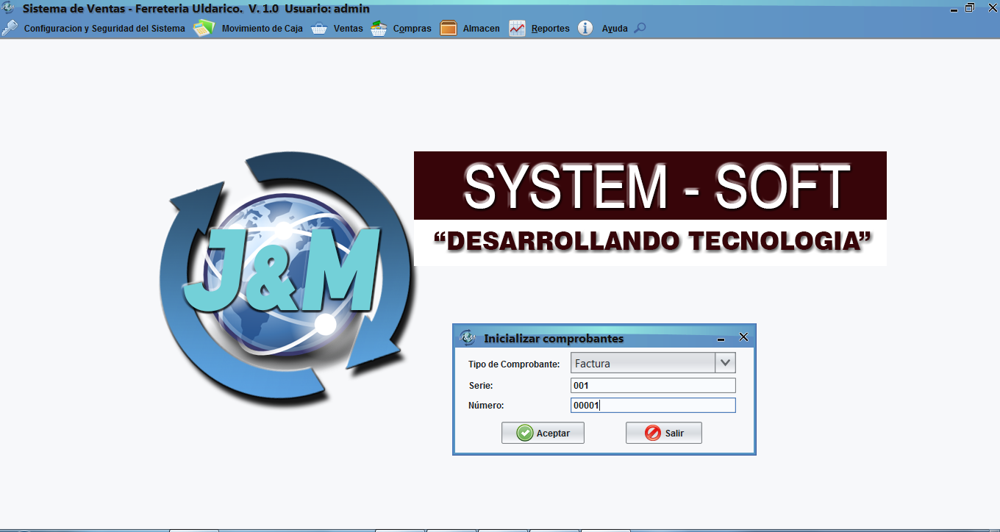 Sistema de Ventas - Ferreteria Uldarico. V. 1.0 Usuario: admin
Configuracion y Seguridad del Sistema Movimiento de Caja Ventas Compras Almacen Reportes Ayuda
SYSTEM - SOFT
“DESARROLLANDO TECNOLOGIA”
J&M
Inicializar comprobantes
Tipo de Comprobante: Factura
Serie: 001
Número: 00001
Aceptar Salir